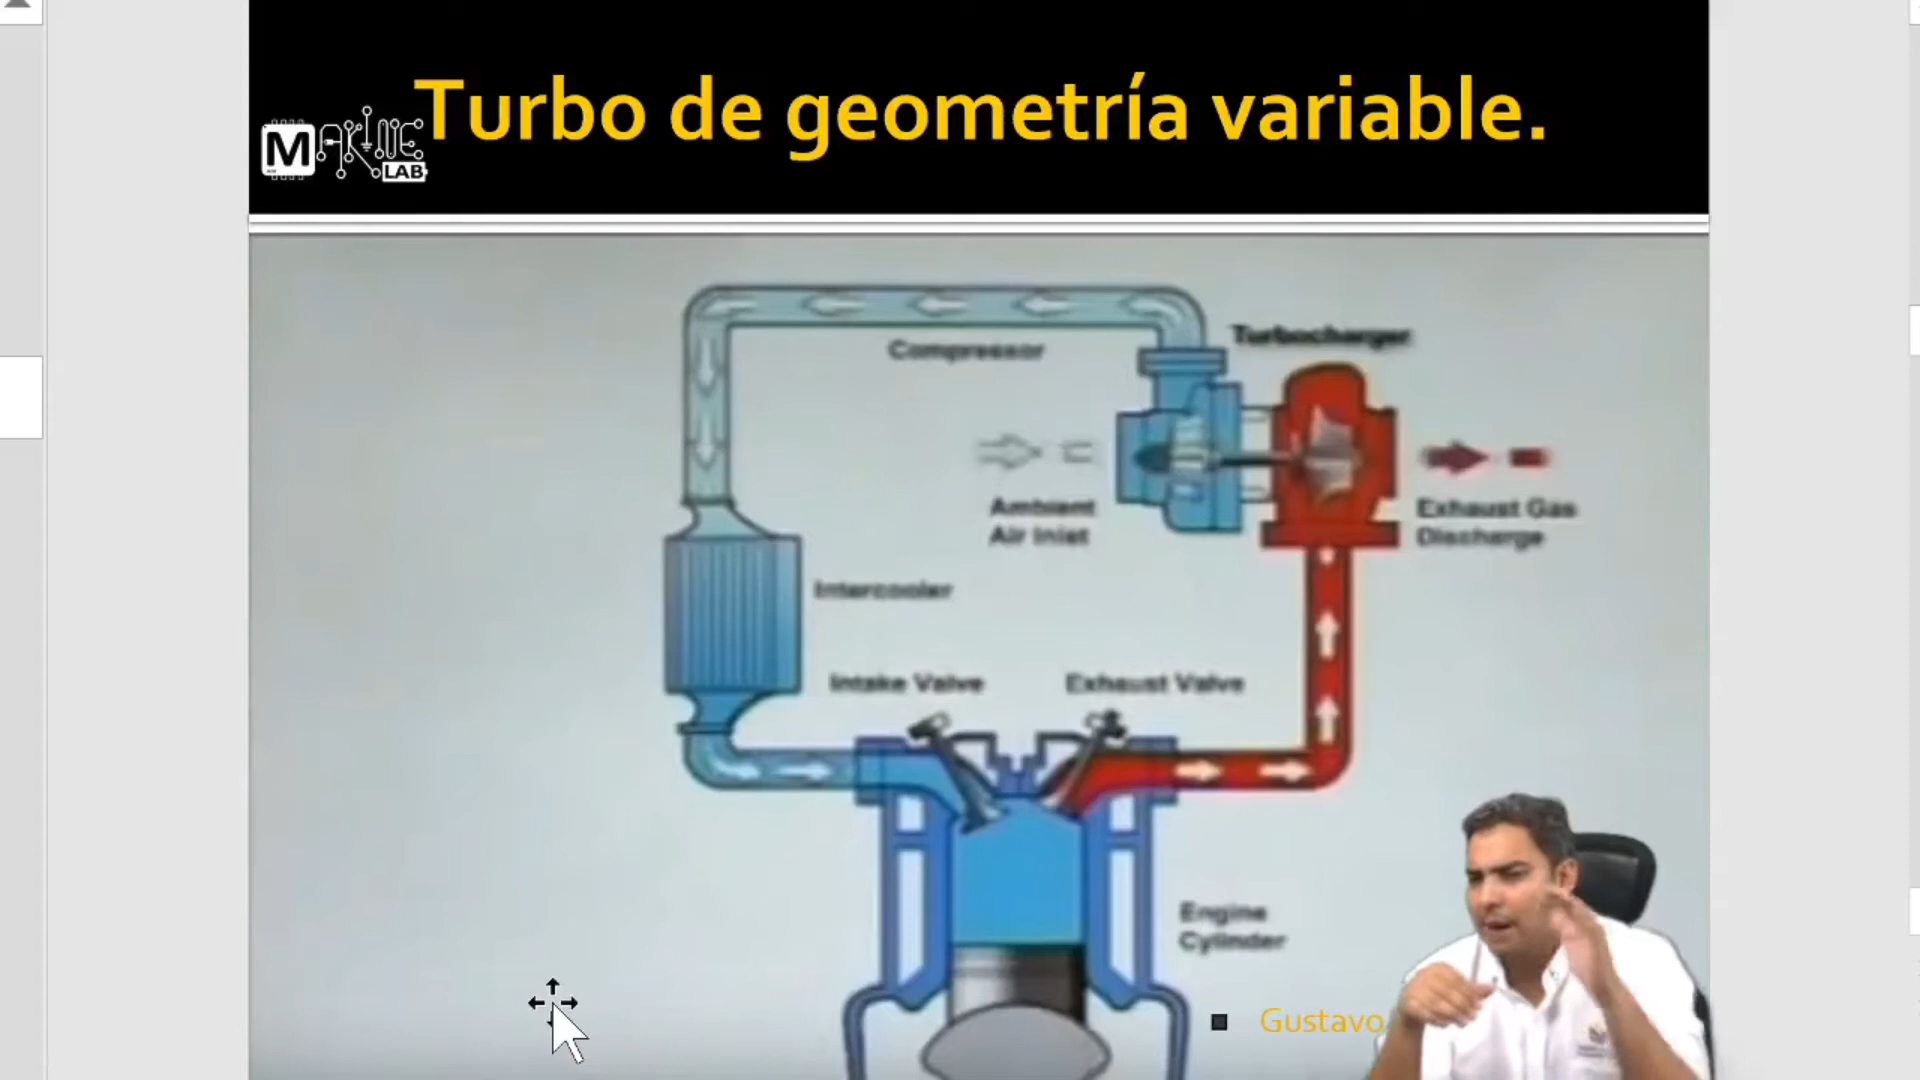 Turbo de geometría variable.
MAKINE
LAB
Turbocharger
Compressor
Ambient
Air Inlet
Exhaust Gas
Discharge
Intercooler
Intake Valve
Exhaust Valve
Engine
Cylinder
Gustavo